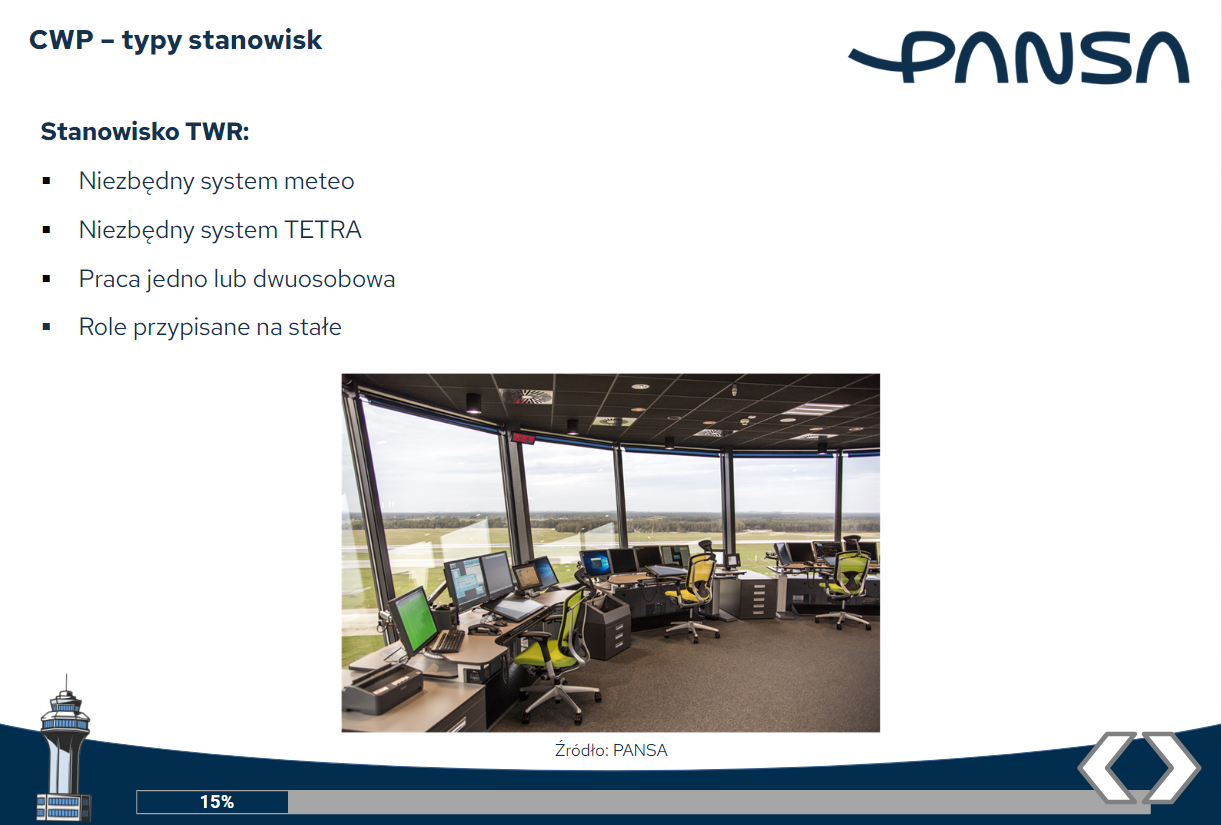 CWP – typy stanowisk
PANSA
Stanowisko TWR:
▪ Niezbędny system meteo
▪ Niezbędny system TETRA
▪ Praca jedno lub dwuosobowa
▪ Role przypisane na stałe
Źródło: PANSA
15%